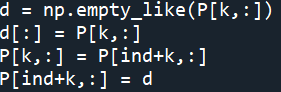 d = np.empty_like(P[k,:])
d[:] = P[k,:]
P[k,:] = P[ind+k,:]
P[ind+k,:] = d